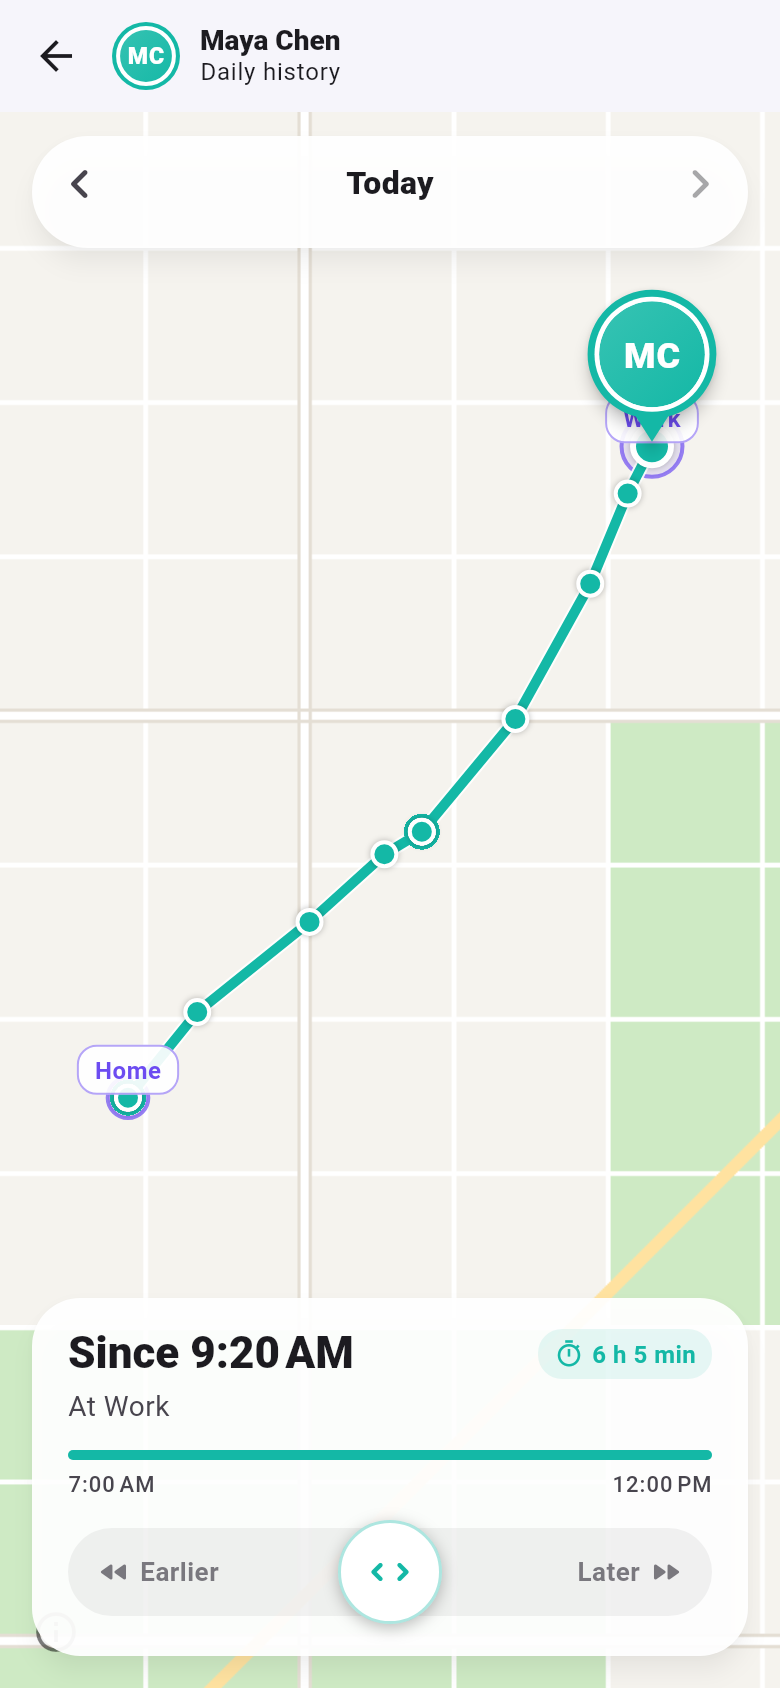 MC
Maya Chen
Daily history
Today
MC
Home
Since 9:20 AM
6 h 5 min
At Work
7:00 AM
12:00 PM
Earlier
Later